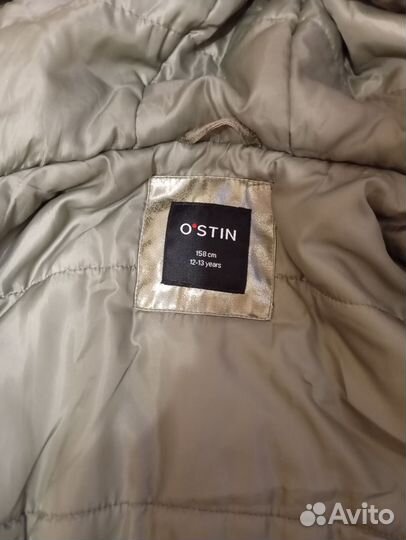 O'STIN
158 cm
12-13 years
Avito